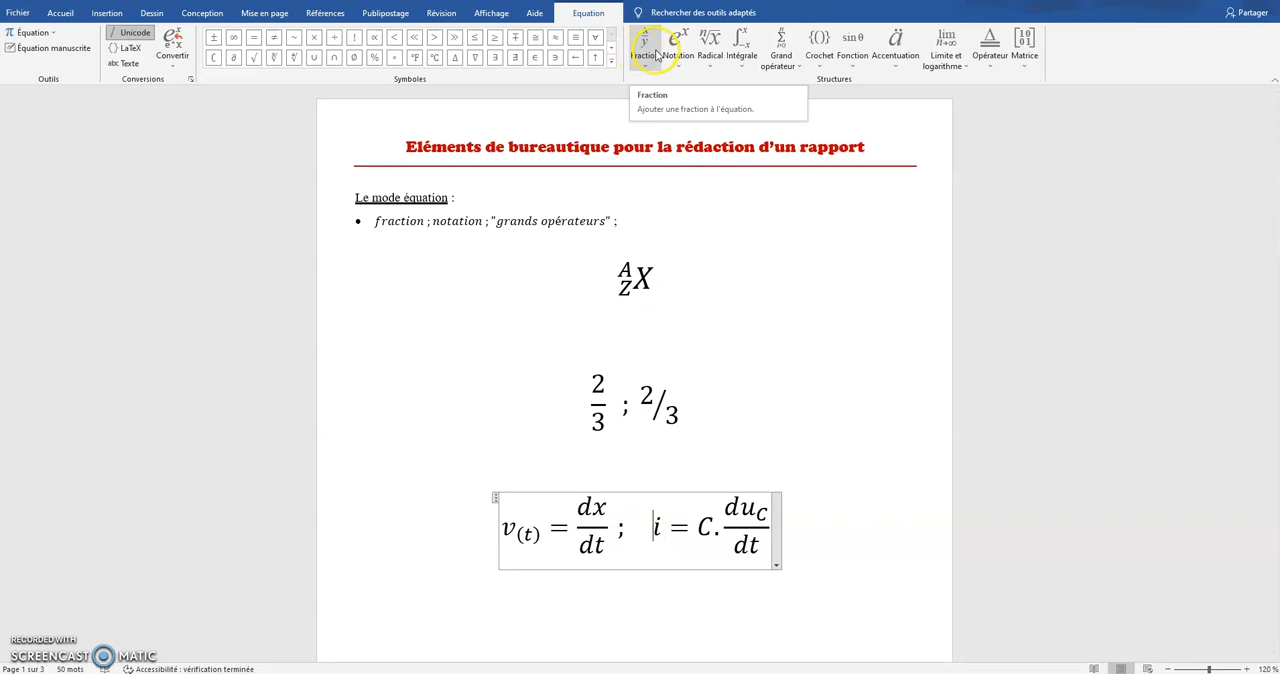 Fichier Accueil Insertion Dessin Conception Mise en page Références Publipostage Révision Affichage Aide Equation Rechercher des outils adaptés Partager
π Équation
Équation manuscrite
Outils
/ Unicode
{} LaTeX
abc Texte
Convertir
Conversions
± ∞ = ≠ ~ × ÷ ! ∝ < ≪ > ≫ ≤ ≥ ∓ ≅ ≈ ≡ ∀
∁ ∂ √ ∛ ∜ ∪ ∩ ∅ % ° °F °C ∆ ∇ ∃ ∄ ∈ ∋ ← ↑
Symboles
Fraction Notation Radical Intégrale Grand opérateur Crochet Fonction Accentuation Limite et logarithme Opérateur Matrice
Structures
Fraction
Ajouter une fraction à l'équation.
Eléments de bureautique pour la rédaction d’un rapport
Le mode équation :
• fraction ; notation ; "grands opérateurs" ;
A
Z X
2/3 ; 2/3
v(t) = dx/dt ; i = C. duC/dt
RECORDED WITH
SCREENCAST MATIC
Page 1 sur 3 50 mots Accessibilité : vérification terminée 120 %